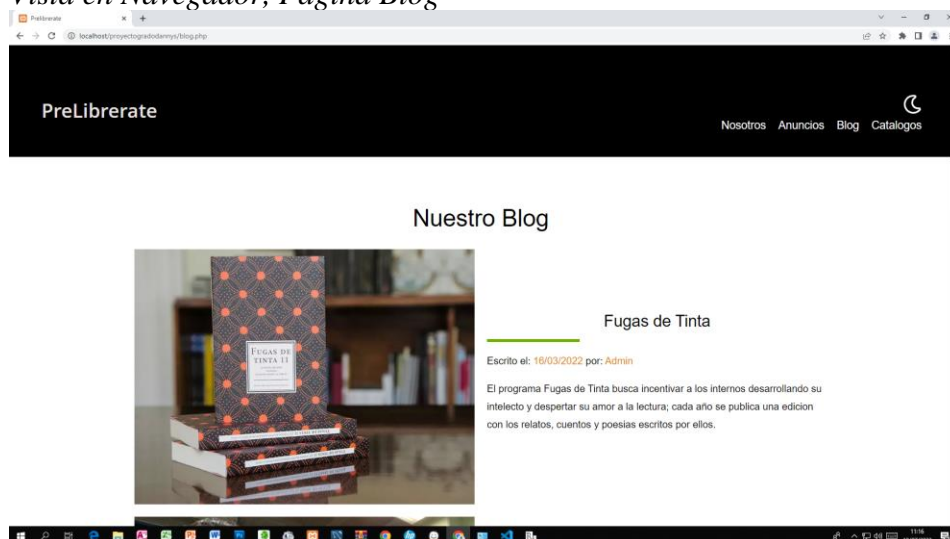 Vista en Navegador, Página Blog
Prelibrerate
localhost/proyectogradodannys/blog.php
PreLibrerate
Nosotros Anuncios Blog Catalogos
Nuestro Blog
FUGAS DE
TINTA 11
Fugas de Tinta
Escrito el: 16/03/2022 por: Admin
El programa Fugas de Tinta busca incentivar a los internos desarrollando su
intelecto y despertar su amor a la lectura; cada año se publica una edicion
con los relatos, cuentos y poesias escritos por ellos.
11:16